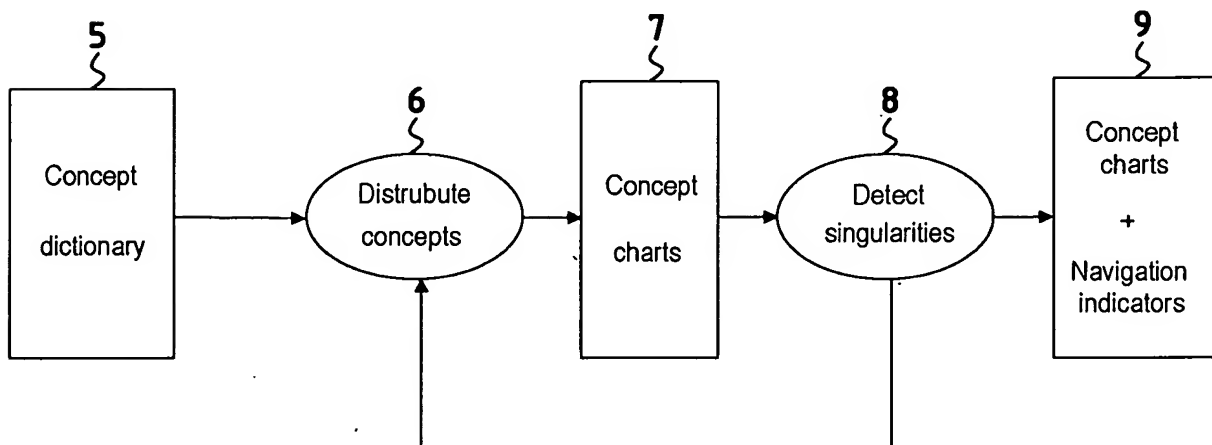 5
Concept
dictionary
6
Distrubute
concepts
7
Concept
charts
8
Detect
singularities
9
Concept
charts
+
Navigation
indicators